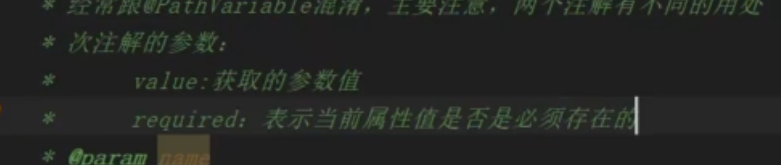 * 经常跟@PathVariable混淆，主要注意，两个注解有不同的用处
* 次注解的参数：
* value:获取的参数值
* required：表示当前属性值是否是必须存在的
* @param name